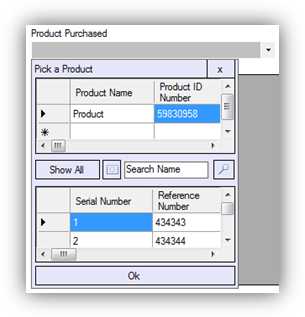 Product Purchased
Pick a Product x
Product Name Product ID Number
Product 59830958
Show All Search Name
Serial Number Reference Number
1 434343
2 434344
Ok